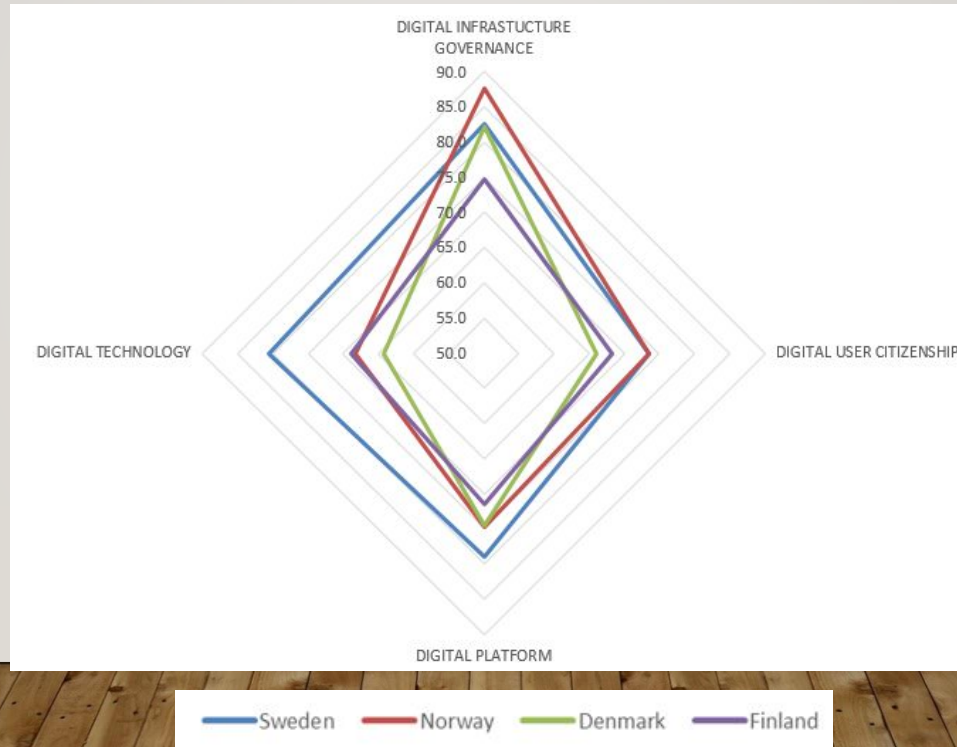 DIGITAL INFRASTUCTURE
GOVERNANCE
90.0
85.0
80.0
75.0
70.0
65.0
60.0
55.0
50.0
DIGITAL TECHNOLOGY
DIGITAL USER CITIZENSHIP
DIGITAL PLATFORM
Sweden Norway Denmark Finland